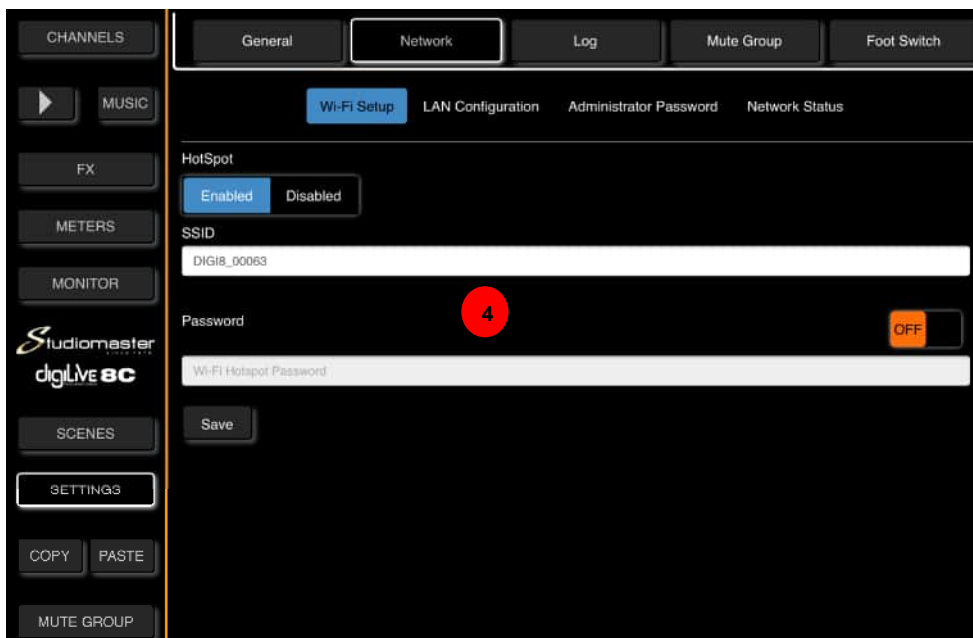 CHANNELS
General Network Log Mute Group Foot Switch
MUSIC
Wi-Fi Setup LAN Configuration Administrator Password Network Status
HotSpot
FX
Enabled Disabled
METERS
SSID
DIGI8_00063
MONITOR
4
Password
OFF
Studiomaster
digiLiVE 8C
Wi-Fi Hotspot Password
Save
SCENES
SETTINGS
COPY PASTE
MUTE GROUP